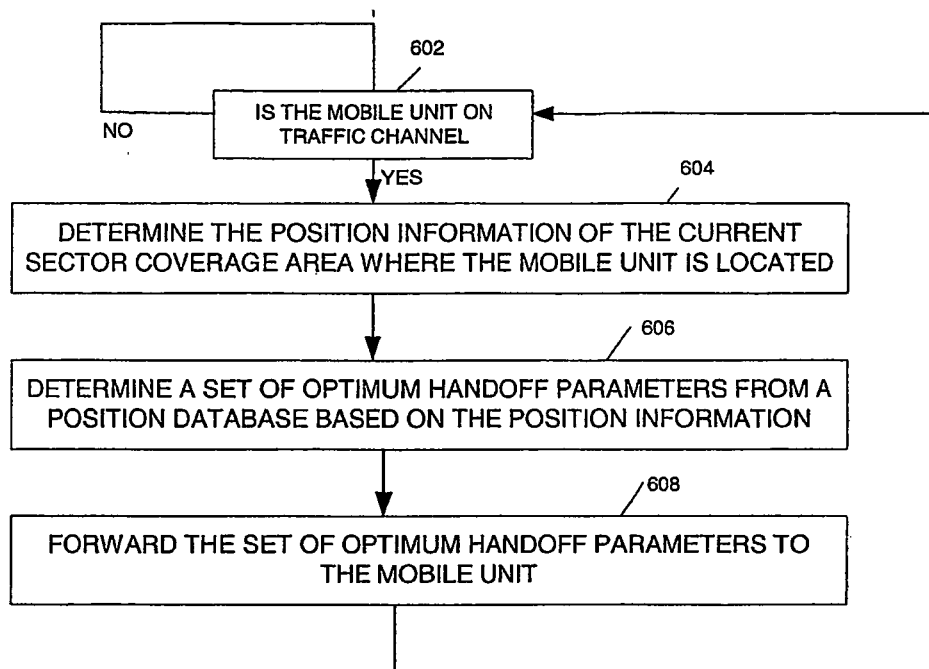 602
IS THE MOBILE UNIT ON
TRAFFIC CHANNEL
NO
YES
604
DETERMINE THE POSITION INFORMATION OF THE CURRENT
SECTOR COVERAGE AREA WHERE THE MOBILE UNIT IS LOCATED
606
DETERMINE A SET OF OPTIMUM HANDOFF PARAMETERS FROM A
POSITION DATABASE BASED ON THE POSITION INFORMATION
608
FORWARD THE SET OF OPTIMUM HANDOFF PARAMETERS TO
THE MOBILE UNIT